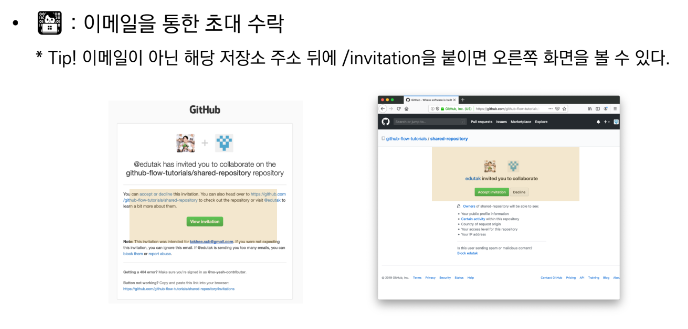 • : 이메일을 통한 초대 수락
* Tip! 이메일이 아닌 해당 저장소 주소 뒤에 /invitation을 붙이면 오른쪽 화면을 볼 수 있다.
GitHub
+
@edutak has invited you to collaborate on the
github-flow-tutorials/shared-repository repository
You can accept or decline this invitation. You can also head over to https://github.com
/github-flow-tutorials/shared-repository to check out the repository or visit @edutak to
learn a bit more about them.
View invitation
Note: This invitation was intended for
If you were not expecting
this invitation, you can ignore this email. If @edutak is sending you too many emails, you can
block them or report abuse.
Getting a 404 error? Make sure you're signed in as
Button not working? Copy and paste this link into your browser:
https://github.com/github-flow-tutorials/shared-repository/invitations
Pull requests Issues Marketplace Explore
github-flow-tutorials / shared-repository
edutak invited you to collaborate
Accept invitation Decline
Owners of shared-repository will be able to see:
• Your public profile information
• Certain activity within this repository
• Country of request origin
• Your access level for this repository
• Your IP address
Is this user sending spam or malicious content?
Block edutak
© 2019 GitHub, Inc. Terms Privacy Security Status Help
Contact GitHub Pricing API Training Blog About